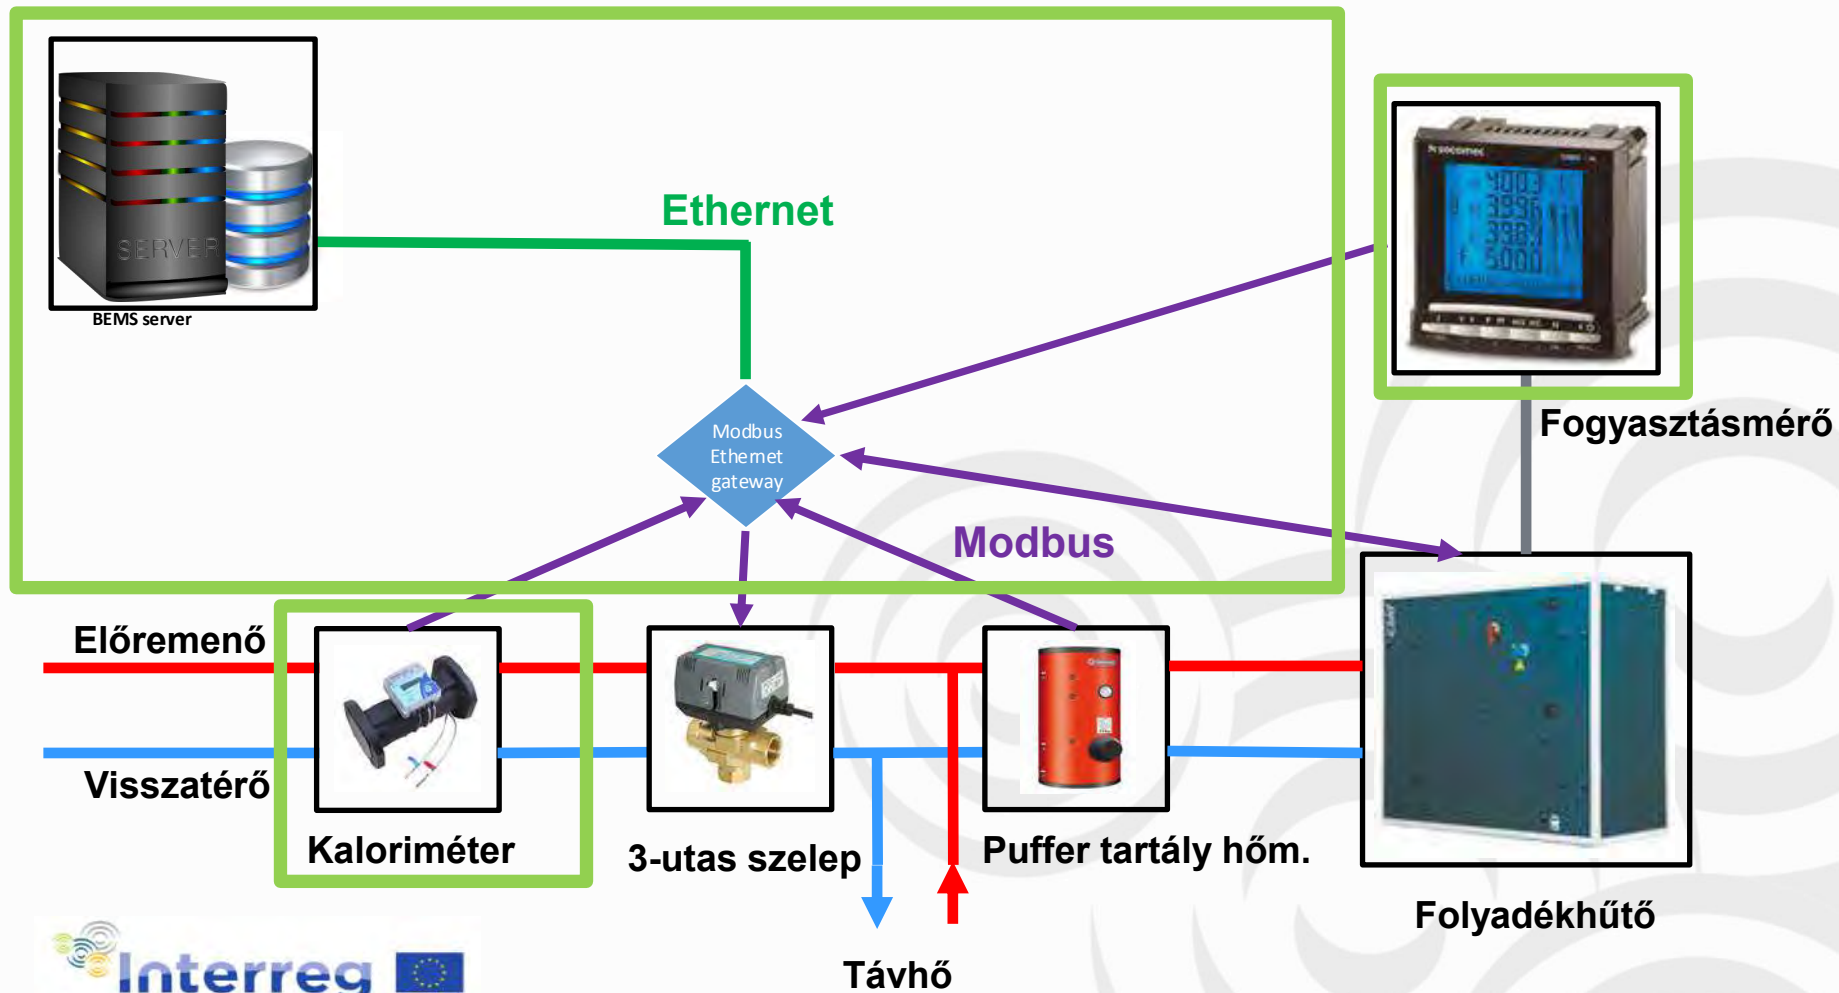 SERVER
BEMS server
Ethernet
socomec
Fogyasztásmérő
Modbus
Ethernet
gateway
Modbus
Előremenő
Visszatérő
Kaloriméter
3-utas szelep
Puffer tartály hőm.
Folyadékhűtő
Távhő
Interreg